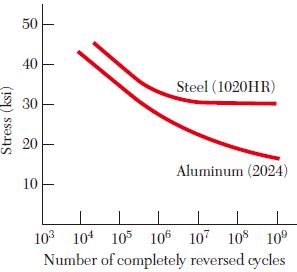 50
40
Steel (1020HR)
30
Stress (ksi)
20
Aluminum (2024)
10
10³ 10⁴ 10⁵ 10⁶ 10⁷ 10⁸ 10⁹
Number of completely reversed cycles